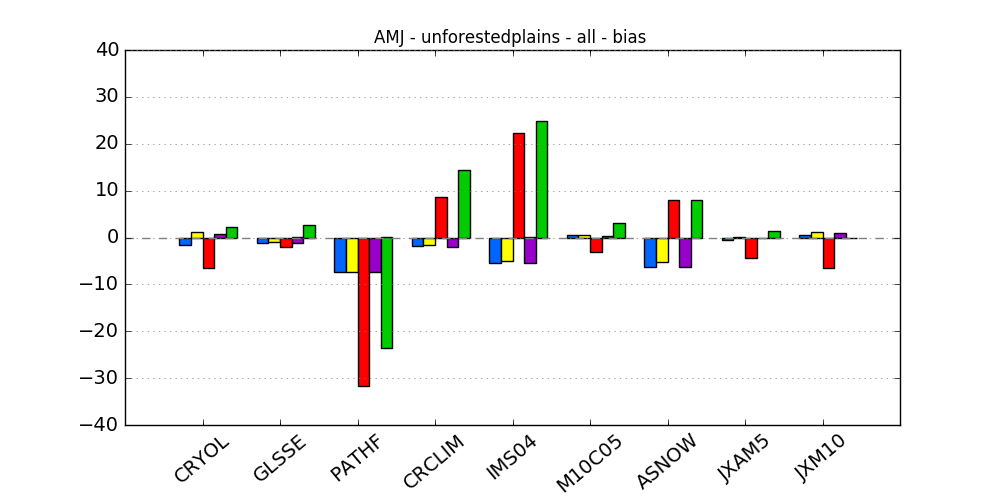 AMJ - unforestedplains - all - bias
40
30
20
10
0
−10
−20
−30
−40
CRYOL
GLSSE
PATHF
CRCLIM
IMS04
M10C05
ASNOW
JXAM5
JXM10